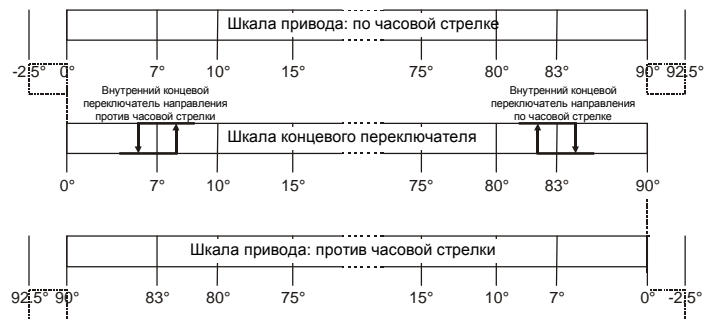 Шкала привода: по часовой стрелке
-2.5° 0° 7° 10° 15° 75° 80° 83° 90° 92.5°
Внутренний концевой
переключатель направления
против часовой стрелки
Внутренний концевой
переключатель направления
по часовой стрелке
Шкала концевого переключателя
0° 7° 10° 15° 75° 80° 83° 90°
Шкала привода: против часовой стрелки
92.5° 90° 83° 80° 75° 15° 10° 7° 0° -2.5°